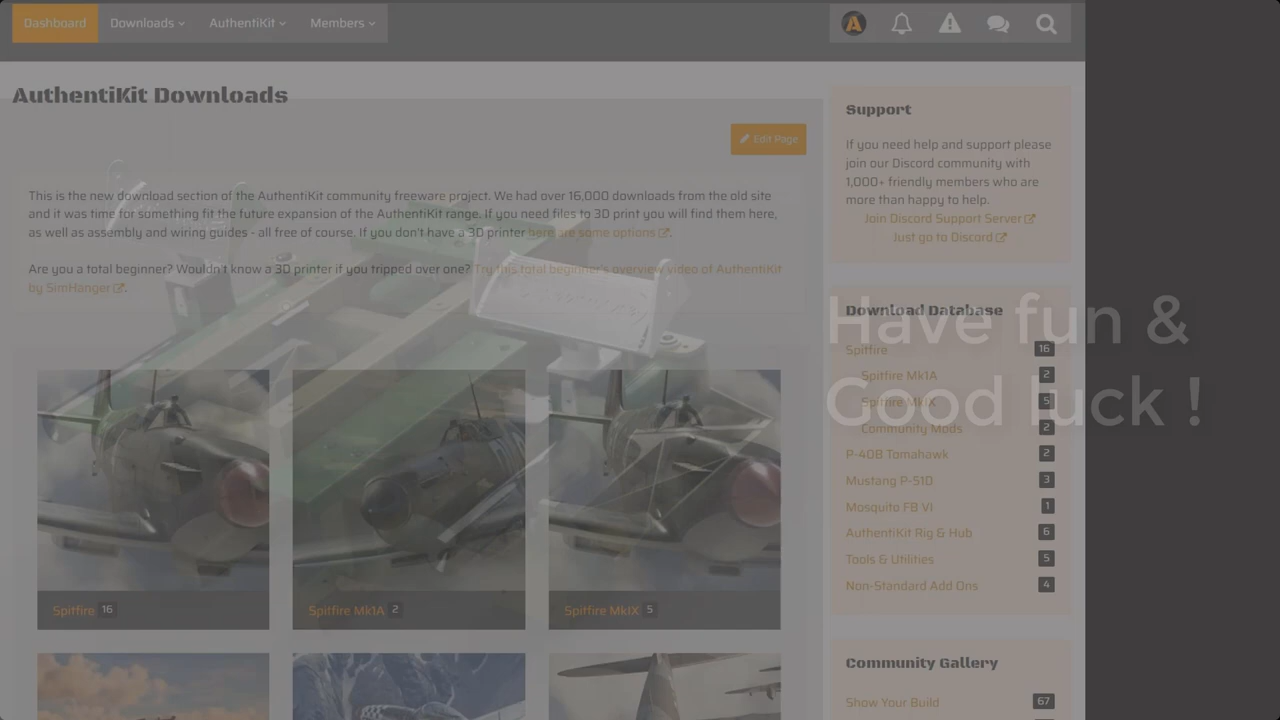 Dashboard
Downloads
AuthentiKit
Members
A
AuthentiKit Downloads
Edit Page
This is the new download section of the AuthentiKit community freeware project. We had over 16,000 downloads from the old site
and it was time for something fit the future expansion of the AuthentiKit range. If you need files to 3D print you will find them here,
as well as assembly and wiring guides - all free of course. If you don't have a 3D printer here are some options.
Are you a total beginner? Wouldn't know a 3D printer if you tripped over one? Try this total beginner's overview video of AuthentiKit
by SimHanger.
Spitfire 16
Spitfire Mk1A 2
Spitfire MkIX 5
Support
If you need help and support please
join our Discord community with
1,000+ friendly members who are
more than happy to help.
Join Discord Support Server
Just go to Discord
Download Database
Spitfire 16
Spitfire Mk1A 2
Spitfire MkIX 5
Community Mods 2
P-40B Tomahawk 2
Mustang P-51D 3
Mosquito FB VI 1
AuthentiKit Rig & Hub 6
Tools & Utilities 5
Non-Standard Add Ons 4
Community Gallery
Show Your Build 67
Have fun &
Good luck !